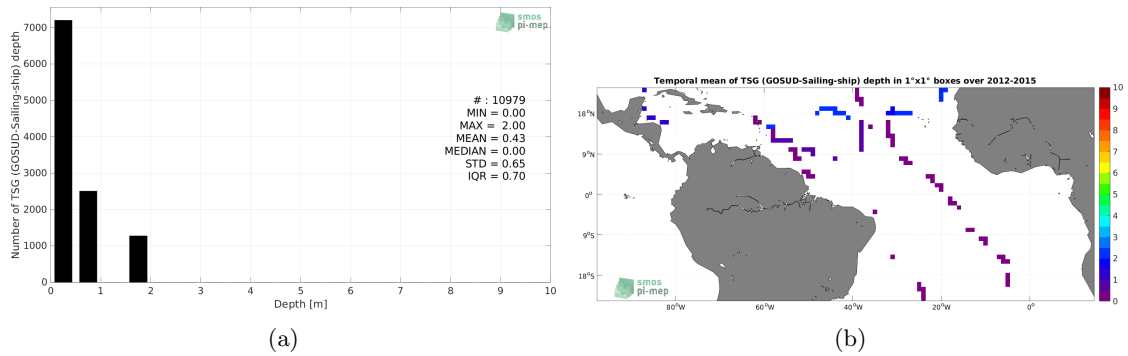 smos
pi-mep
7000
6000
5000
4000
3000
2000
1000
0
Number of TSG (GOSUD-Sailing-ship) depth
# : 10979
MIN = 0.00
MAX = 2.00
MEAN = 0.43
MEDIAN = 0.00
STD = 0.65
IQR = 0.70
0 1 2 3 4 5 6 7 8 9 10
Depth [m]
(a)
Temporal mean of TSG (GOSUD-Sailing-ship) depth in 1°x1° boxes over 2012-2015
18°N
9°N
0°
9°S
18°S
80°W 60°W 40°W 20°W 0°
10
9
8
7
6
5
4
3
2
1
0
smos
pi-mep
(b)